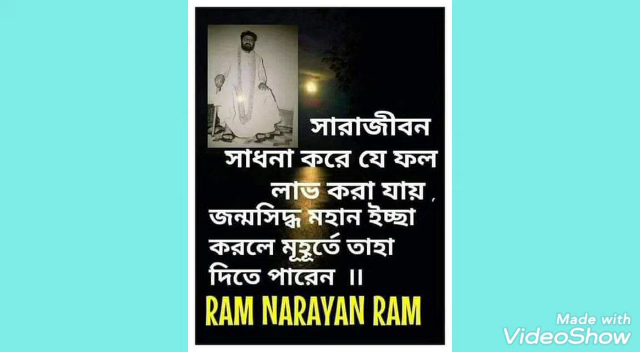 সারাজীবন
সাধনা করে যে ফল
লাভ করা যায় ,
জন্মসিদ্ধ মহান ইচ্ছা
করলে মূহূর্তে তাহা
দিতে পারেন ।।
RAM NARAYAN RAM
Made with
VideoShow